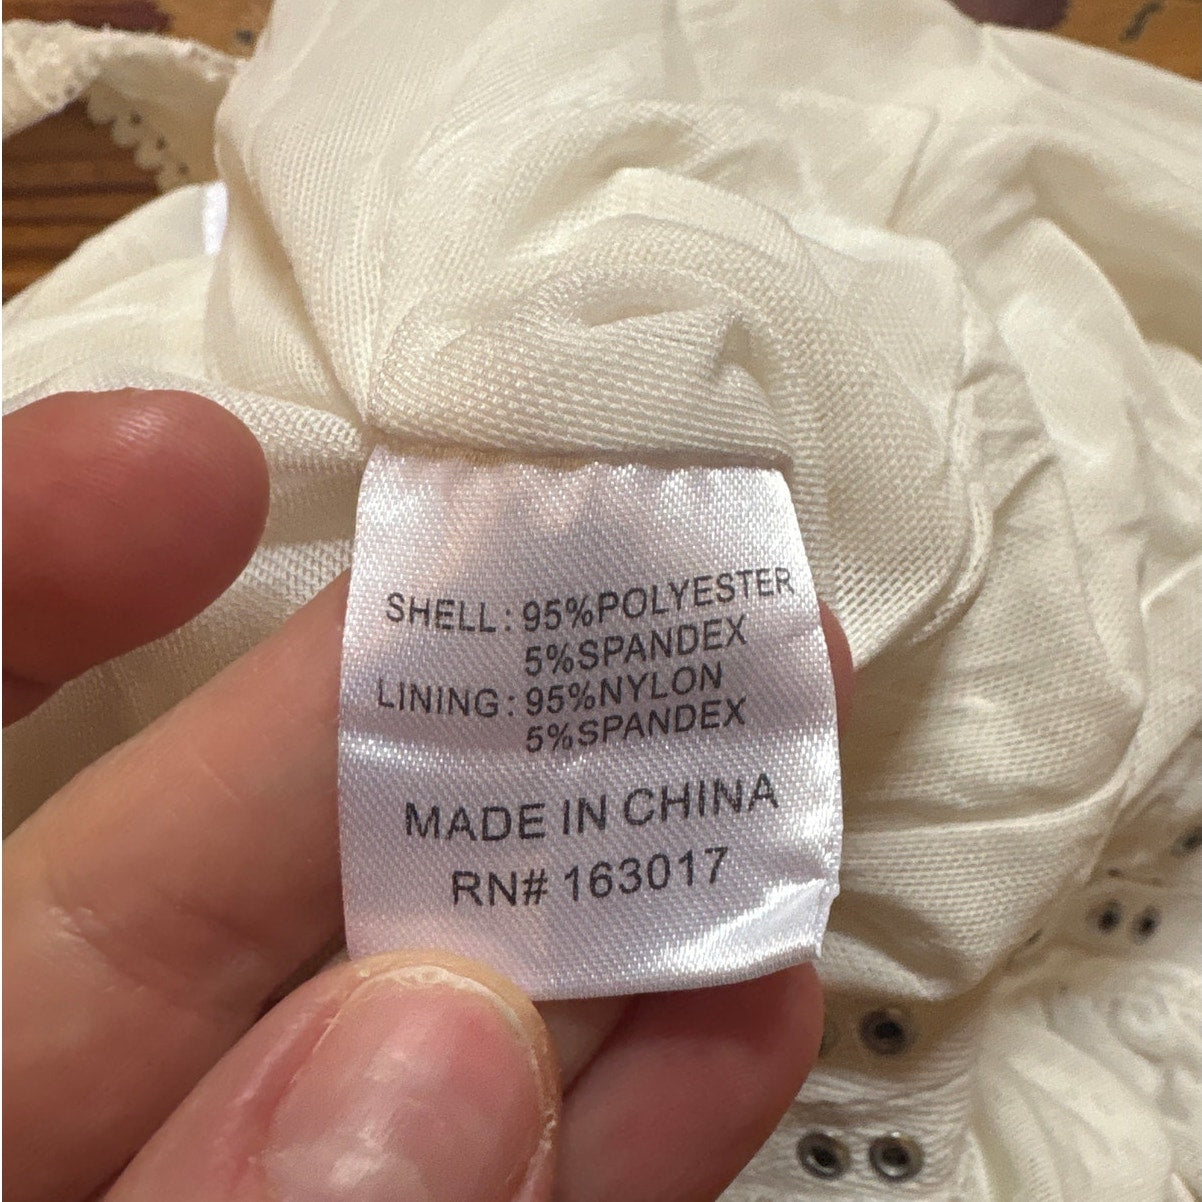 SHELL: 95%POLYESTER
5%SPANDEX
LINING: 95%NYLON
5%SPANDEX
MADE IN CHINA
RN# 163017